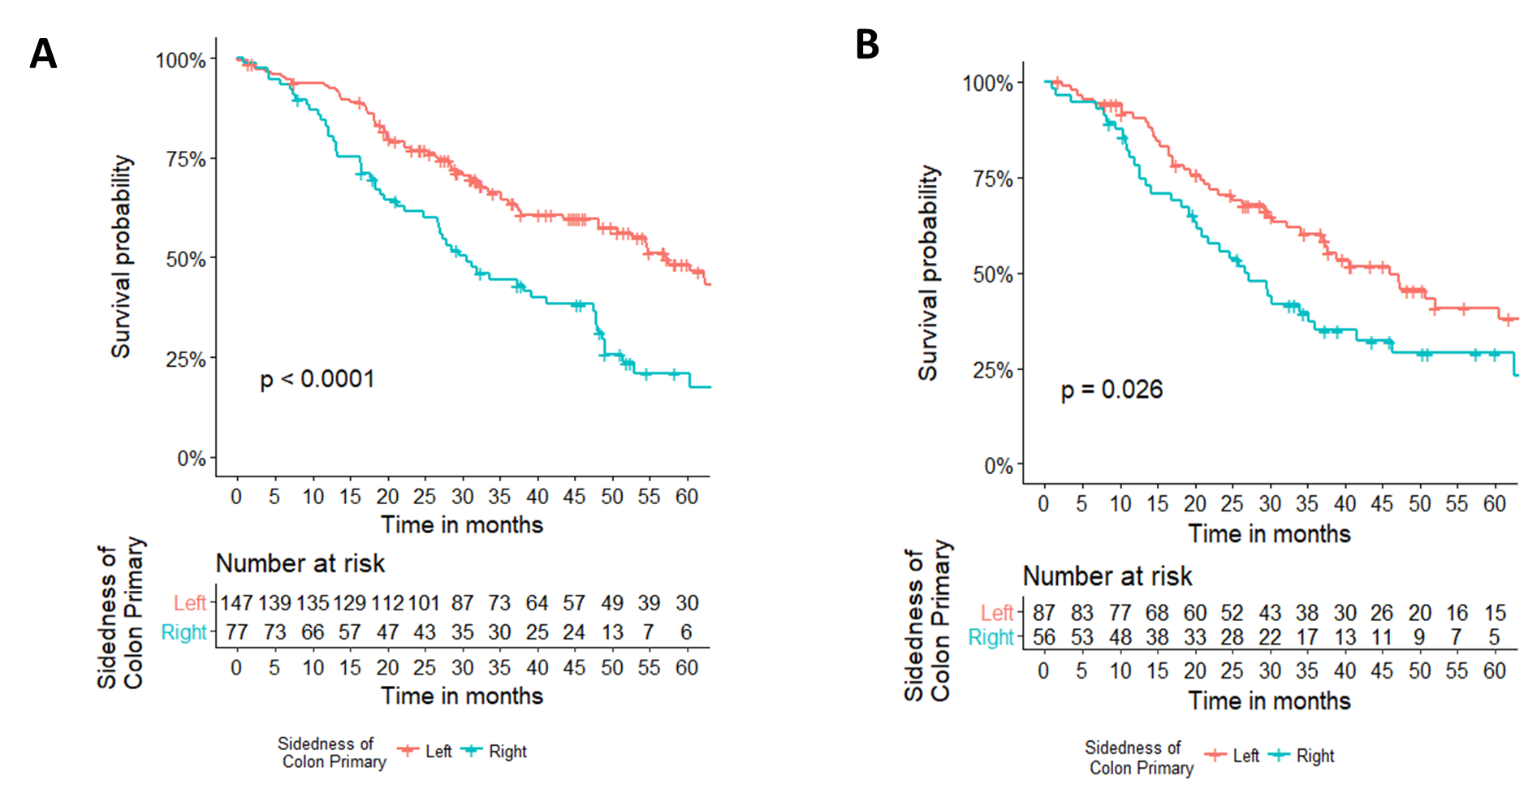 A
100%
75%
50%
25%
0%
Survival probability
p < 0.0001
0 5 10 15 20 25 30 35 40 45 50 55 60
Time in months
Number at risk
Sidedness of
Colon Primary
Left 147 139 135 129 112 101 87 73 64 57 49 39 30
Right 77 73 66 57 47 43 35 30 25 24 13 7 6
0 5 10 15 20 25 30 35 40 45 50 55 60
Time in months
Sidedness of
Colon Primary
Left Right
B
100%
75%
50%
25%
0%
Survival probability
p = 0.026
0 5 10 15 20 25 30 35 40 45 50 55 60
Time in months
Number at risk
Sidedness of
Colon Primary
Left 87 83 77 68 60 52 43 38 30 26 20 16 15
Right 56 53 48 38 33 28 22 17 13 11 9 7 5
0 5 10 15 20 25 30 35 40 45 50 55 60
Time in months
Sidedness of
Colon Primary
Left Right